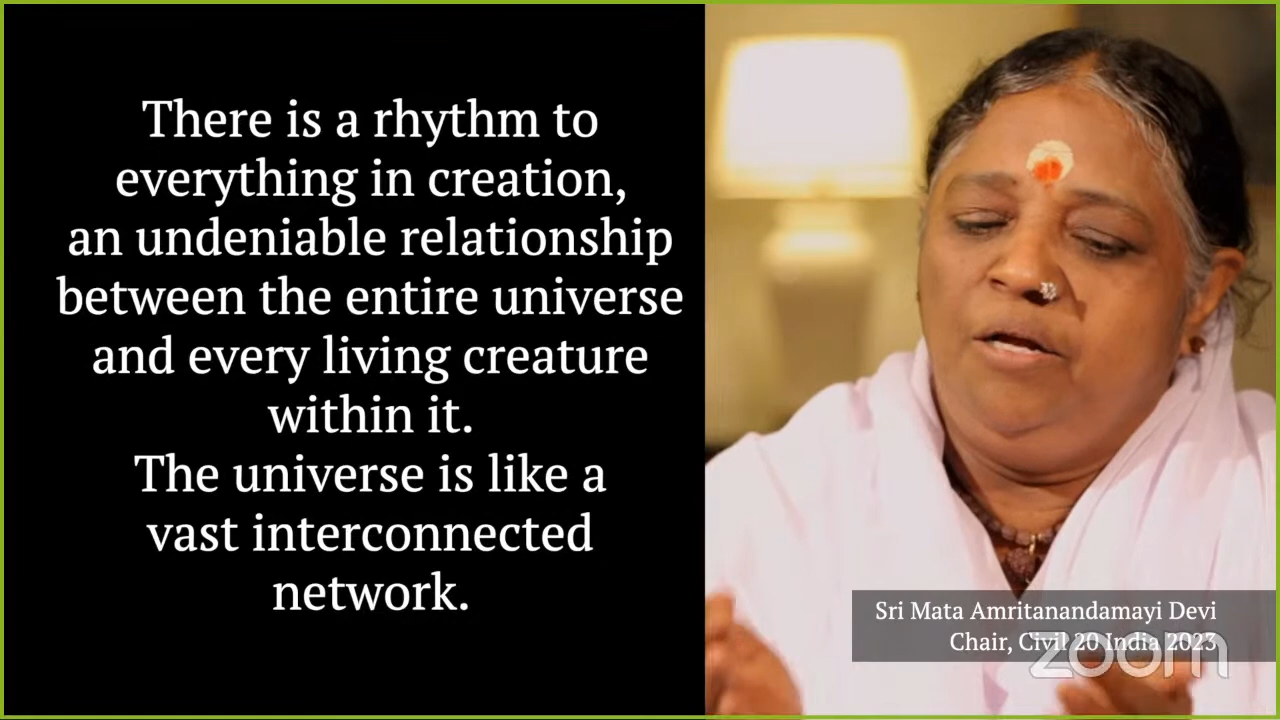 There is a rhythm to
everything in creation,
an undeniable relationship
between the entire universe
and every living creature
within it.
The universe is like a
vast interconnected
network.
Sri Mata Amritanandamayi Devi
Chair, Civil 20 India 2023
zoom